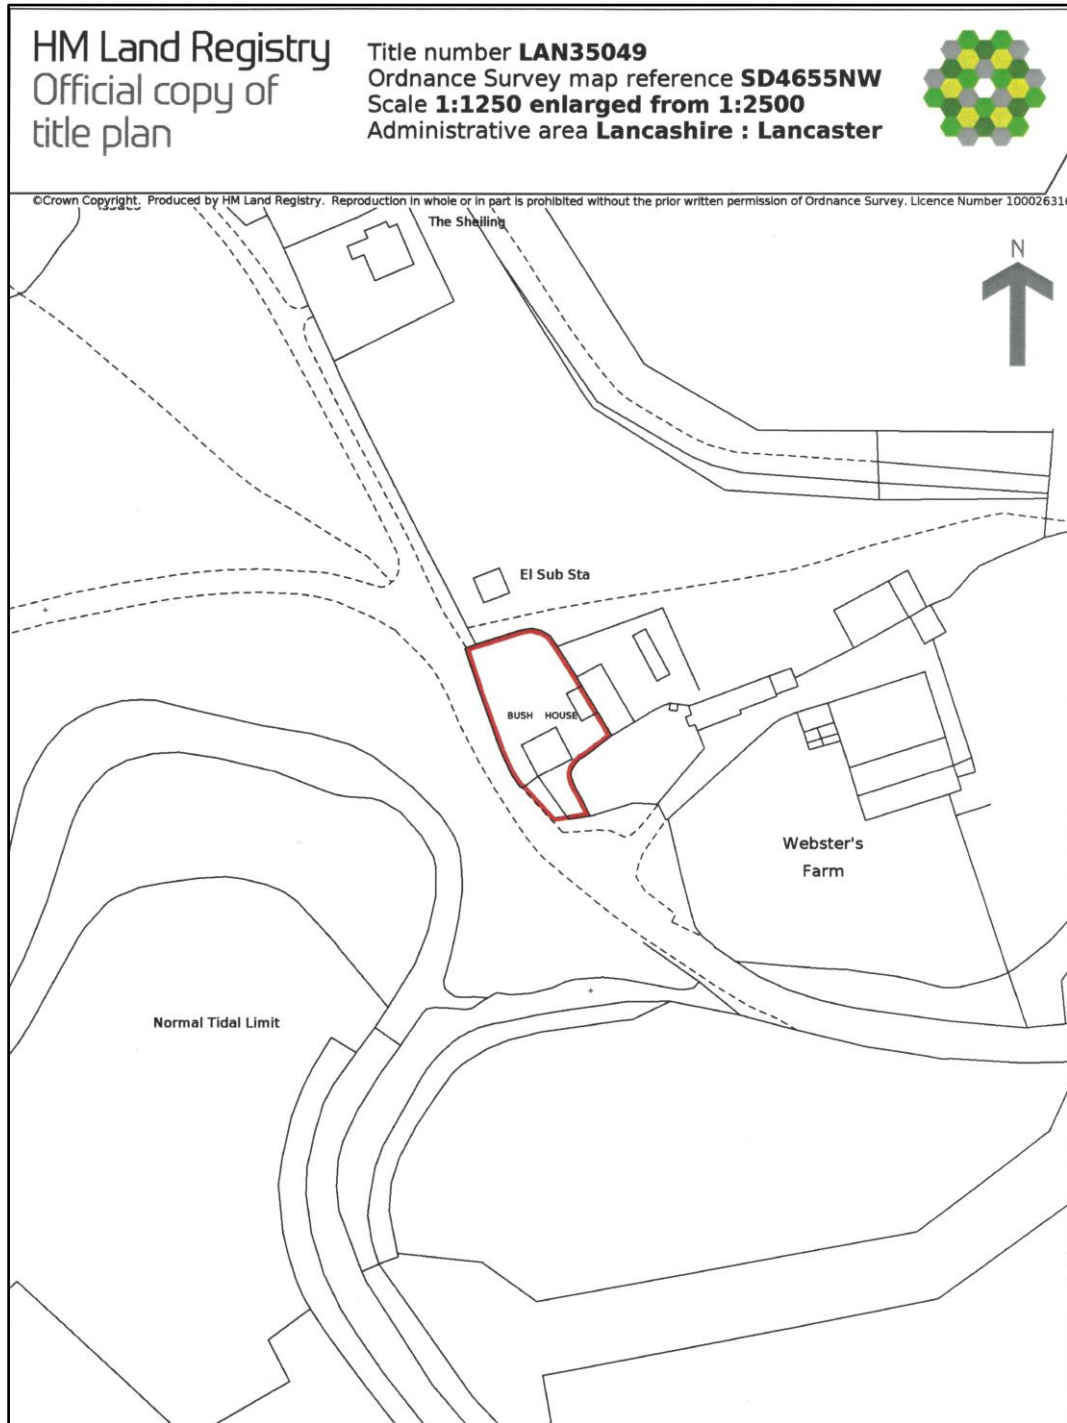 HM Land Registry
Official copy of
title plan
Title number LAN35049
Ordnance Survey map reference SD4655NW
Scale 1:1250 enlarged from 1:2500
Administrative area Lancashire : Lancaster
©Crown Copyright. Produced by HM Land Registry. Reproduction in whole or in part is prohibited without the prior written permission of Ordnance Survey. Licence Number 10002631
The Sheiling
N
El Sub Sta
BUSH HOUSE
Webster's
Farm
Normal Tidal Limit